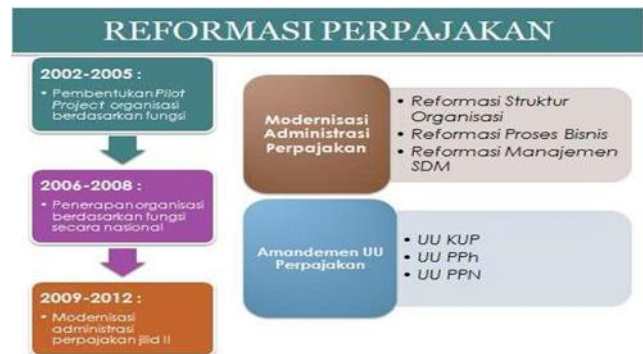 REFORMASI PERPAJAKAN
2002-2005 :
• Pembentukan Pilot
Project organisasi
berdasarkan fungsi
2006-2008 :
• Penerapan organisasi
berdasarkan fungsi
secara nasional
2009-2012 :
• Modernisasi
administrasi
perpajakan jilid II
Modernisasi
Administrasi
Perpajakan
• Reformasi Struktur
Organisasi
• Reformasi Proses Bisnis
• Reformasi Manajemen
SDM
Amandemen UU
Perpajakan
• UU KUP
• UU PPh
• UU PPN